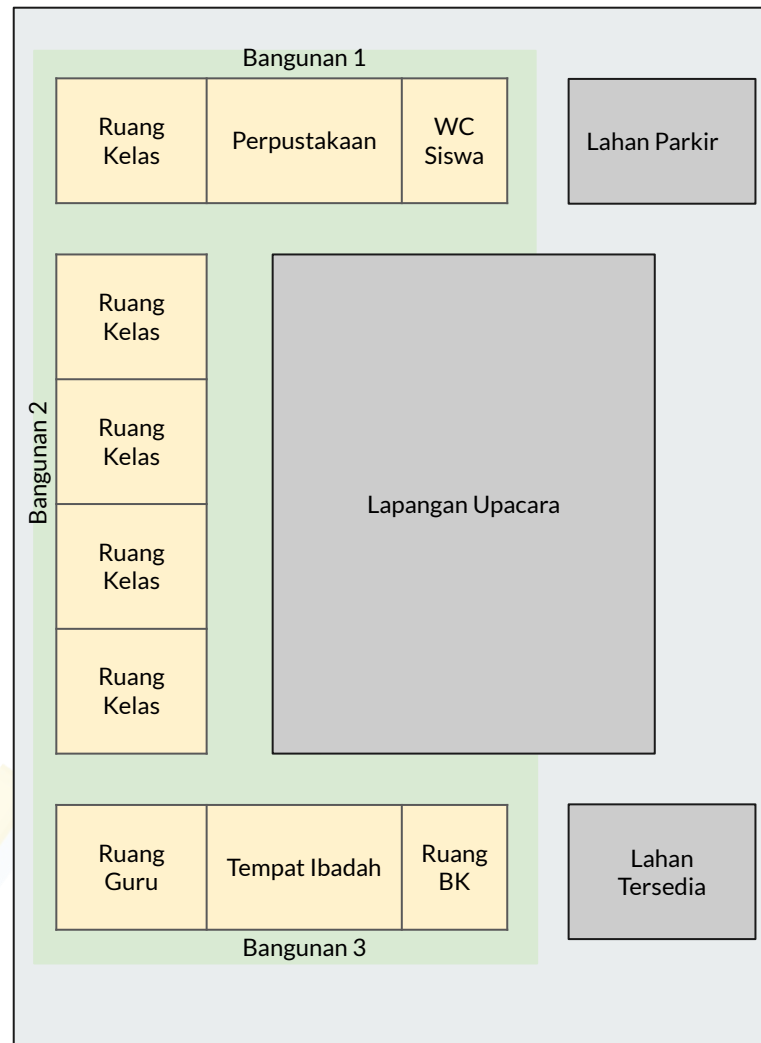 Bangunan 1
Ruang
Kelas
Perpustakaan
WC
Siswa
Lahan Parkir
Bangunan 2
Ruang
Kelas
Ruang
Kelas
Ruang
Kelas
Ruang
Kelas
Lapangan Upacara
Ruang
Guru
Tempat Ibadah
Ruang
BK
Lahan
Tersedia
Bangunan 3